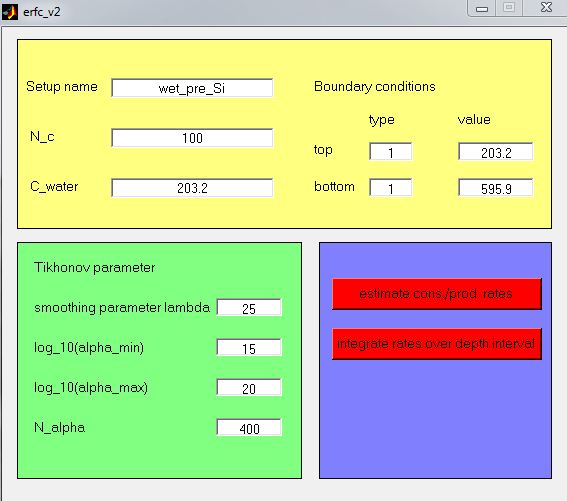 erfc_v2
Setup name wet_pre_Si
N_c 100
C_water 203.2
Boundary conditions
type value
top 1 203.2
bottom 1 595.9
Tikhonov parameter
smoothing parameter lambda 25
log_10(alpha_min) 15
log_10(alpha_max) 20
N_alpha 400
estimate cons./prod. rates
integrate rates over depth interval